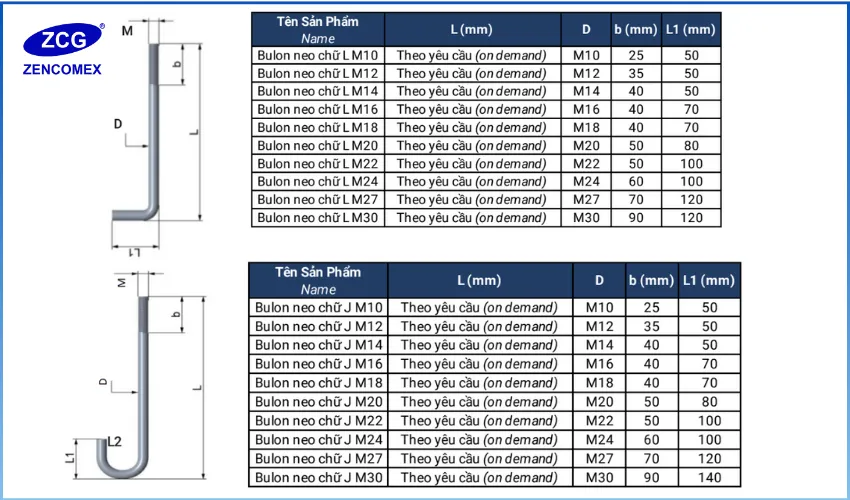 ZCG®
ZENCOMEX
M
b
D
L
L1
Tên Sản Phẩm L (mm) D b (mm) L1 (mm)
Name
Bulon neo chữ L M10 Theo yêu cầu (on demand) M10 25 50
Bulon neo chữ L M12 Theo yêu cầu (on demand) M12 35 50
Bulon neo chữ L M14 Theo yêu cầu (on demand) M14 40 50
Bulon neo chữ L M16 Theo yêu cầu (on demand) M16 40 70
Bulon neo chữ L M18 Theo yêu cầu (on demand) M18 40 70
Bulon neo chữ L M20 Theo yêu cầu (on demand) M20 50 80
Bulon neo chữ L M22 Theo yêu cầu (on demand) M22 50 100
Bulon neo chữ L M24 Theo yêu cầu (on demand) M24 60 100
Bulon neo chữ L M27 Theo yêu cầu (on demand) M27 70 120
Bulon neo chữ L M30 Theo yêu cầu (on demand) M30 90 120
M
b
D
L
L2
L1
Tên Sản Phẩm L (mm) D b (mm) L1 (mm)
Name
Bulon neo chữ J M10 Theo yêu cầu (on demand) M10 25 50
Bulon neo chữ J M12 Theo yêu cầu (on demand) M12 35 50
Bulon neo chữ J M14 Theo yêu cầu (on demand) M14 40 50
Bulon neo chữ J M16 Theo yêu cầu (on demand) M16 40 70
Bulon neo chữ J M18 Theo yêu cầu (on demand) M18 40 70
Bulon neo chữ J M20 Theo yêu cầu (on demand) M20 50 80
Bulon neo chữ J M22 Theo yêu cầu (on demand) M22 50 100
Bulon neo chữ J M24 Theo yêu cầu (on demand) M24 60 100
Bulon neo chữ J M27 Theo yêu cầu (on demand) M27 70 120
Bulon neo chữ J M30 Theo yêu cầu (on demand) M30 90 140